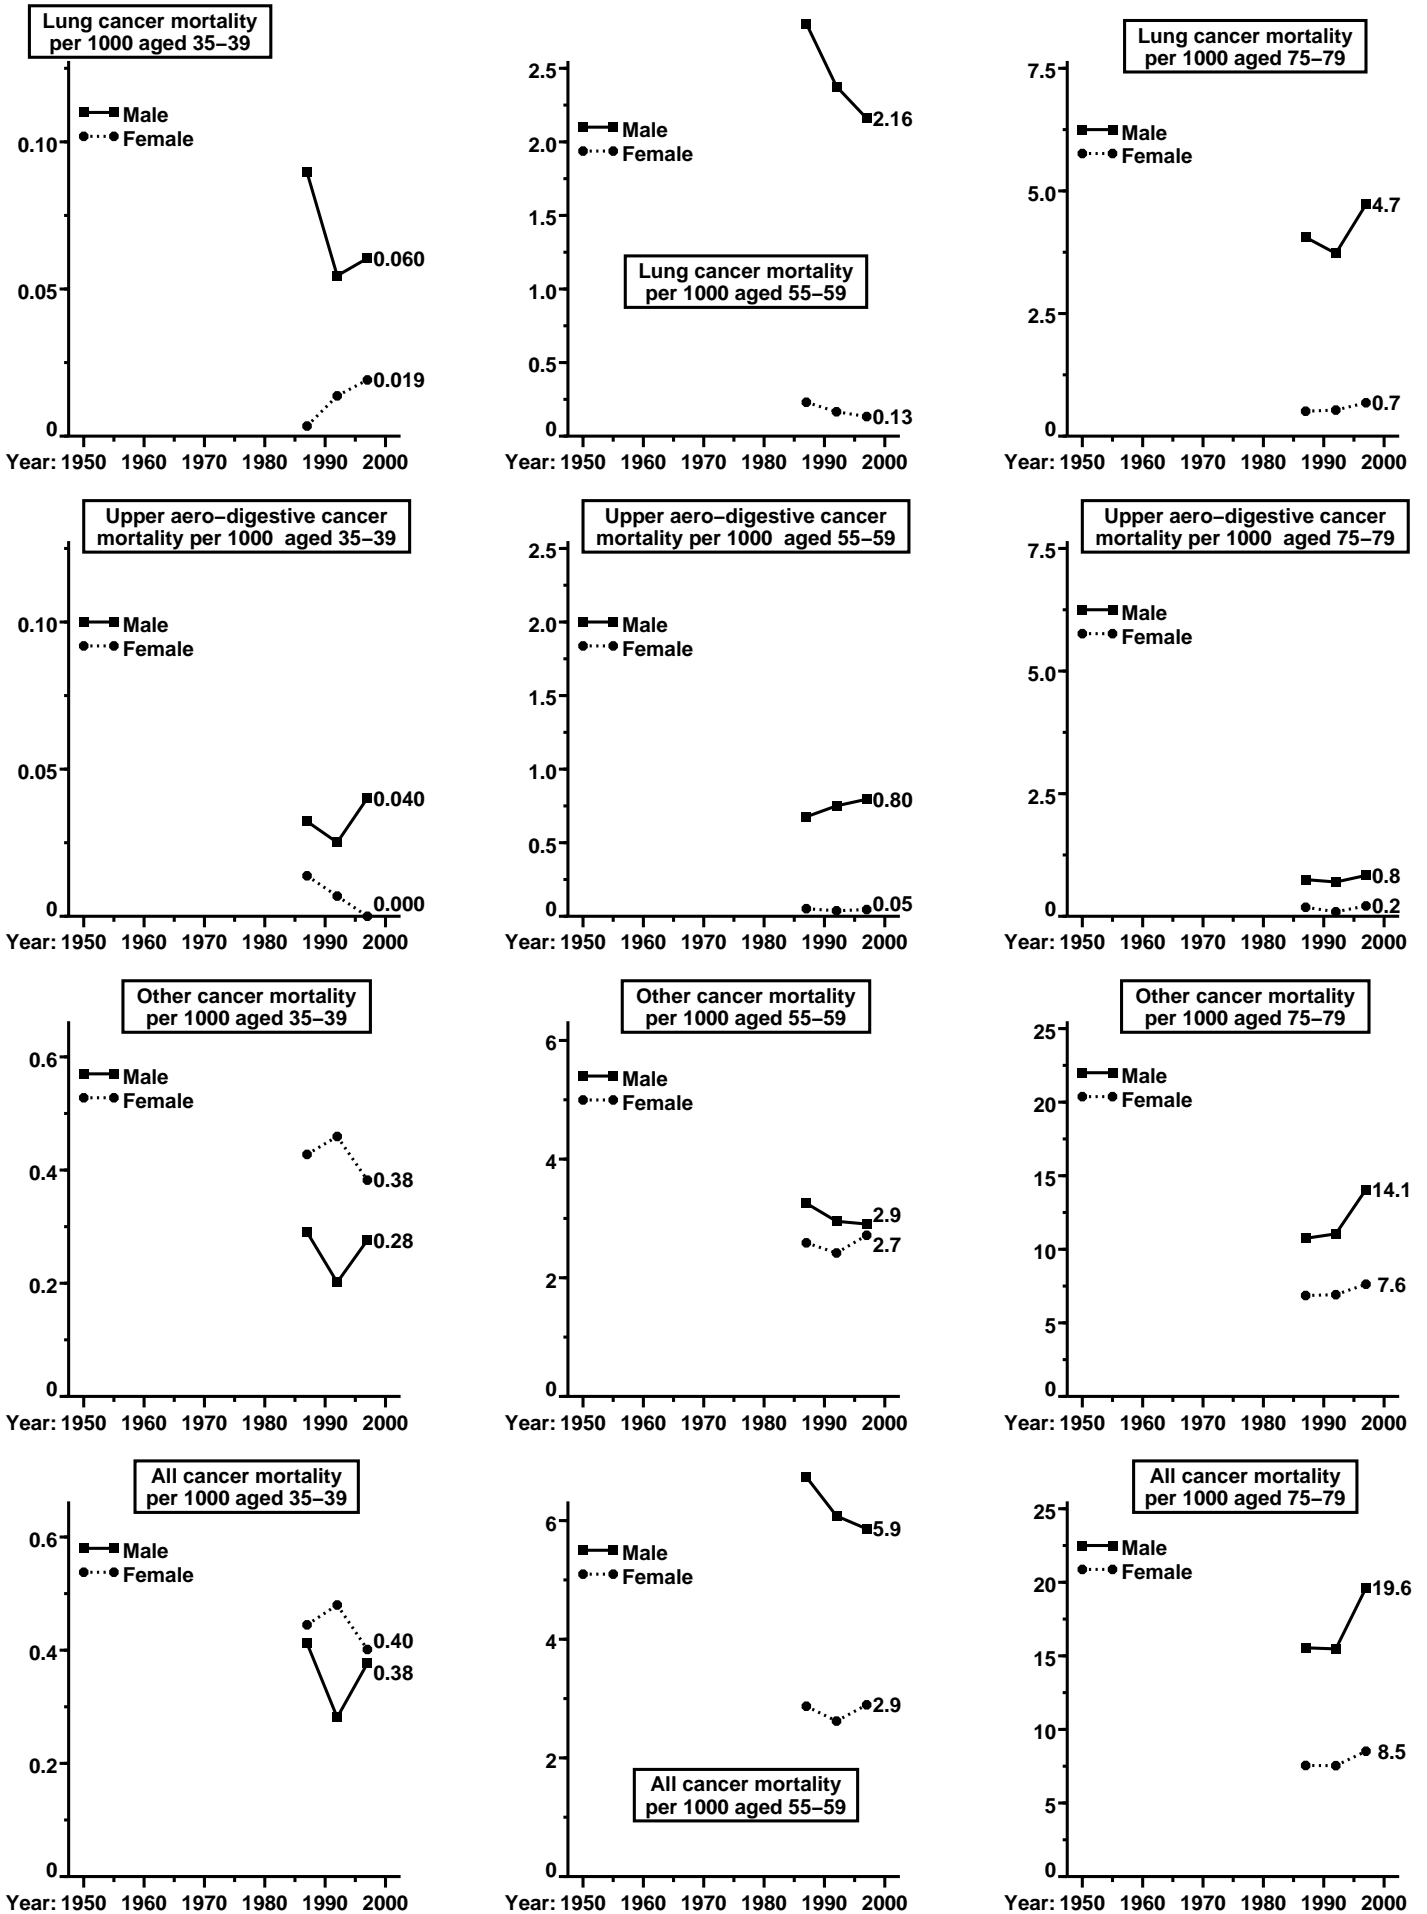 Lung cancer mortality
per 1000 aged 35–39
0.10
0.05
0
Male
Female
0.060
0.019
Year: 1950 1960 1970 1980 1990 2000
2.5
2.0
1.5
1.0
0.5
0
Male
Female
2.16
Lung cancer mortality
per 1000 aged 55–59
0.13
Year: 1950 1960 1970 1980 1990 2000
Lung cancer mortality
per 1000 aged 75–79
7.5
5.0
2.5
0
Male
Female
4.7
0.7
Year: 1950 1960 1970 1980 1990 2000
Upper aero–digestive cancer
mortality per 1000 aged 35–39
0.10
0.05
0
Male
Female
0.040
0.000
Year: 1950 1960 1970 1980 1990 2000
Upper aero–digestive cancer
mortality per 1000 aged 55–59
2.5
2.0
1.5
1.0
0.5
0
Male
Female
0.80
0.05
Year: 1950 1960 1970 1980 1990 2000
Upper aero–digestive cancer
mortality per 1000 aged 75–79
7.5
5.0
2.5
0
Male
Female
0.8
0.2
Year: 1950 1960 1970 1980 1990 2000
Other cancer mortality
per 1000 aged 35–39
0.6
0.4
0.2
0
Male
Female
0.38
0.28
Year: 1950 1960 1970 1980 1990 2000
Other cancer mortality
per 1000 aged 55–59
6
4
2
0
Male
Female
2.9
2.7
Year: 1950 1960 1970 1980 1990 2000
Other cancer mortality
per 1000 aged 75–79
25
20
15
10
5
0
Male
Female
14.1
7.6
Year: 1950 1960 1970 1980 1990 2000
All cancer mortality
per 1000 aged 35–39
0.6
0.4
0.2
0
Male
Female
0.40
0.38
Year: 1950 1960 1970 1980 1990 2000
6
4
2
0
Male
Female
5.9
2.9
All cancer mortality
per 1000 aged 55–59
Year: 1950 1960 1970 1980 1990 2000
All cancer mortality
per 1000 aged 75–79
25
20
15
10
5
0
Male
Female
19.6
8.5
Year: 1950 1960 1970 1980 1990 2000